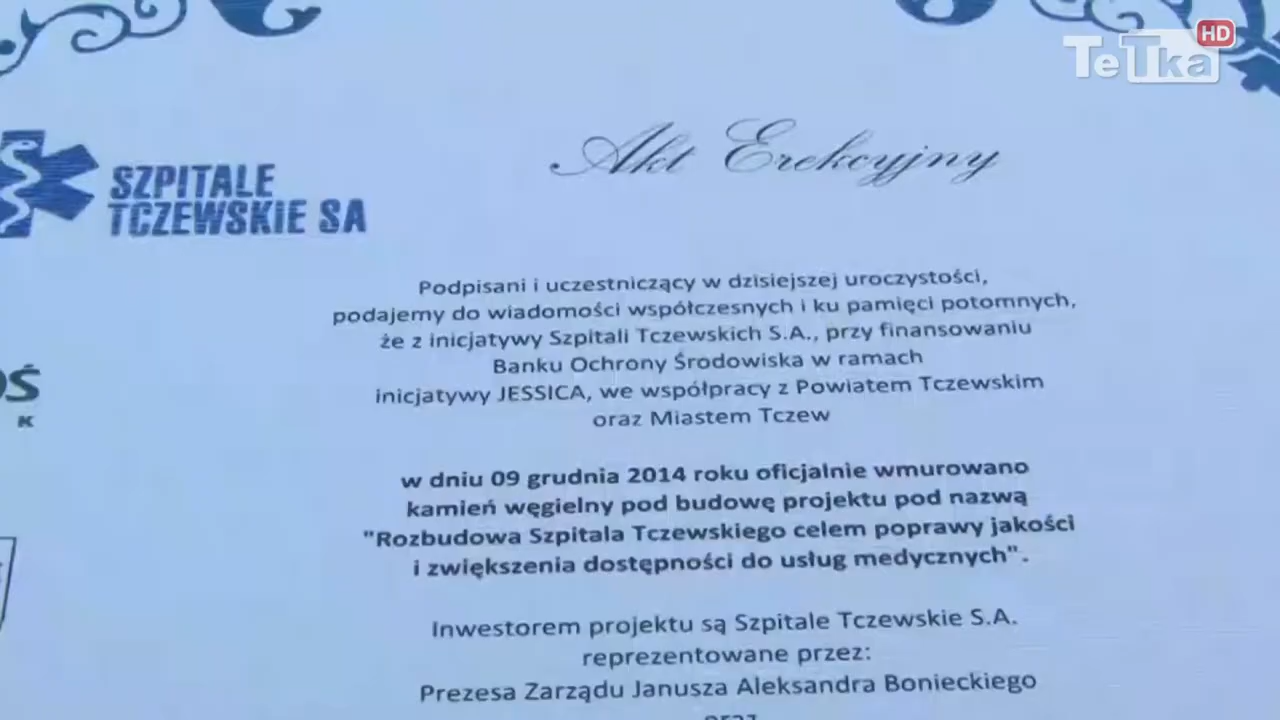 TeTka HD
Akt Erekcyjny
SZPITALE
TCZEWSKIE SA
Podpisani i uczestniczący w dzisiejszej uroczystości,
podajemy do wiadomości współczesnych i ku pamięci potomnych,
że z inicjatywy Szpitali Tczewskich S.A., przy finansowaniu
Banku Ochrony Środowiska w ramach
inicjatywy JESSICA, we współpracy z Powiatem Tczewskim
oraz Miastem Tczew
w dniu 09 grudnia 2014 roku oficjalnie wmurowano
kamień węgielny pod budowę projektu pod nazwą
"Rozbudowa Szpitala Tczewskiego celem poprawy jakości
i zwiększenia dostępności do usług medycznych".
Inwestorem projektu są Szpitale Tczewskie S.A.
reprezentowane przez:
Prezesa Zarządu Janusza Aleksandra Bonieckiego